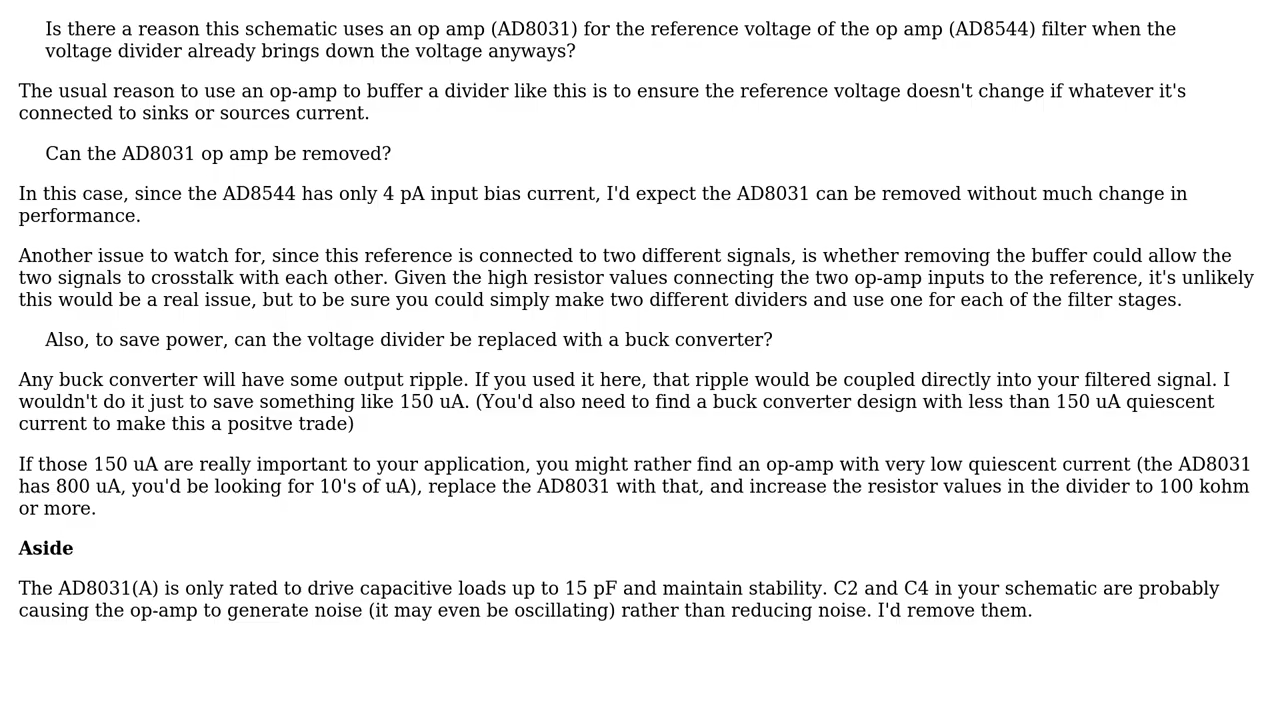 Is there a reason this schematic uses an op amp (AD8031) for the reference voltage of the op amp (AD8544) filter when the
voltage divider already brings down the voltage anyways?
The usual reason to use an op-amp to buffer a divider like this is to ensure the reference voltage doesn't change if whatever it's
connected to sinks or sources current.
Can the AD8031 op amp be removed?
In this case, since the AD8544 has only 4 pA input bias current, I'd expect the AD8031 can be removed without much change in
performance.
Another issue to watch for, since this reference is connected to two different signals, is whether removing the buffer could allow the
two signals to crosstalk with each other. Given the high resistor values connecting the two op-amp inputs to the reference, it's unlikely
this would be a real issue, but to be sure you could simply make two different dividers and use one for each of the filter stages.
Also, to save power, can the voltage divider be replaced with a buck converter?
Any buck converter will have some output ripple. If you used it here, that ripple would be coupled directly into your filtered signal. I
wouldn't do it just to save something like 150 uA. (You'd also need to find a buck converter design with less than 150 uA quiescent
current to make this a positve trade)
If those 150 uA are really important to your application, you might rather find an op-amp with very low quiescent current (the AD8031
has 800 uA, you'd be looking for 10's of uA), replace the AD8031 with that, and increase the resistor values in the divider to 100 kohm
or more.
Aside
The AD8031(A) is only rated to drive capacitive loads up to 15 pF and maintain stability. C2 and C4 in your schematic are probably
causing the op-amp to generate noise (it may even be oscillating) rather than reducing noise. I'd remove them.